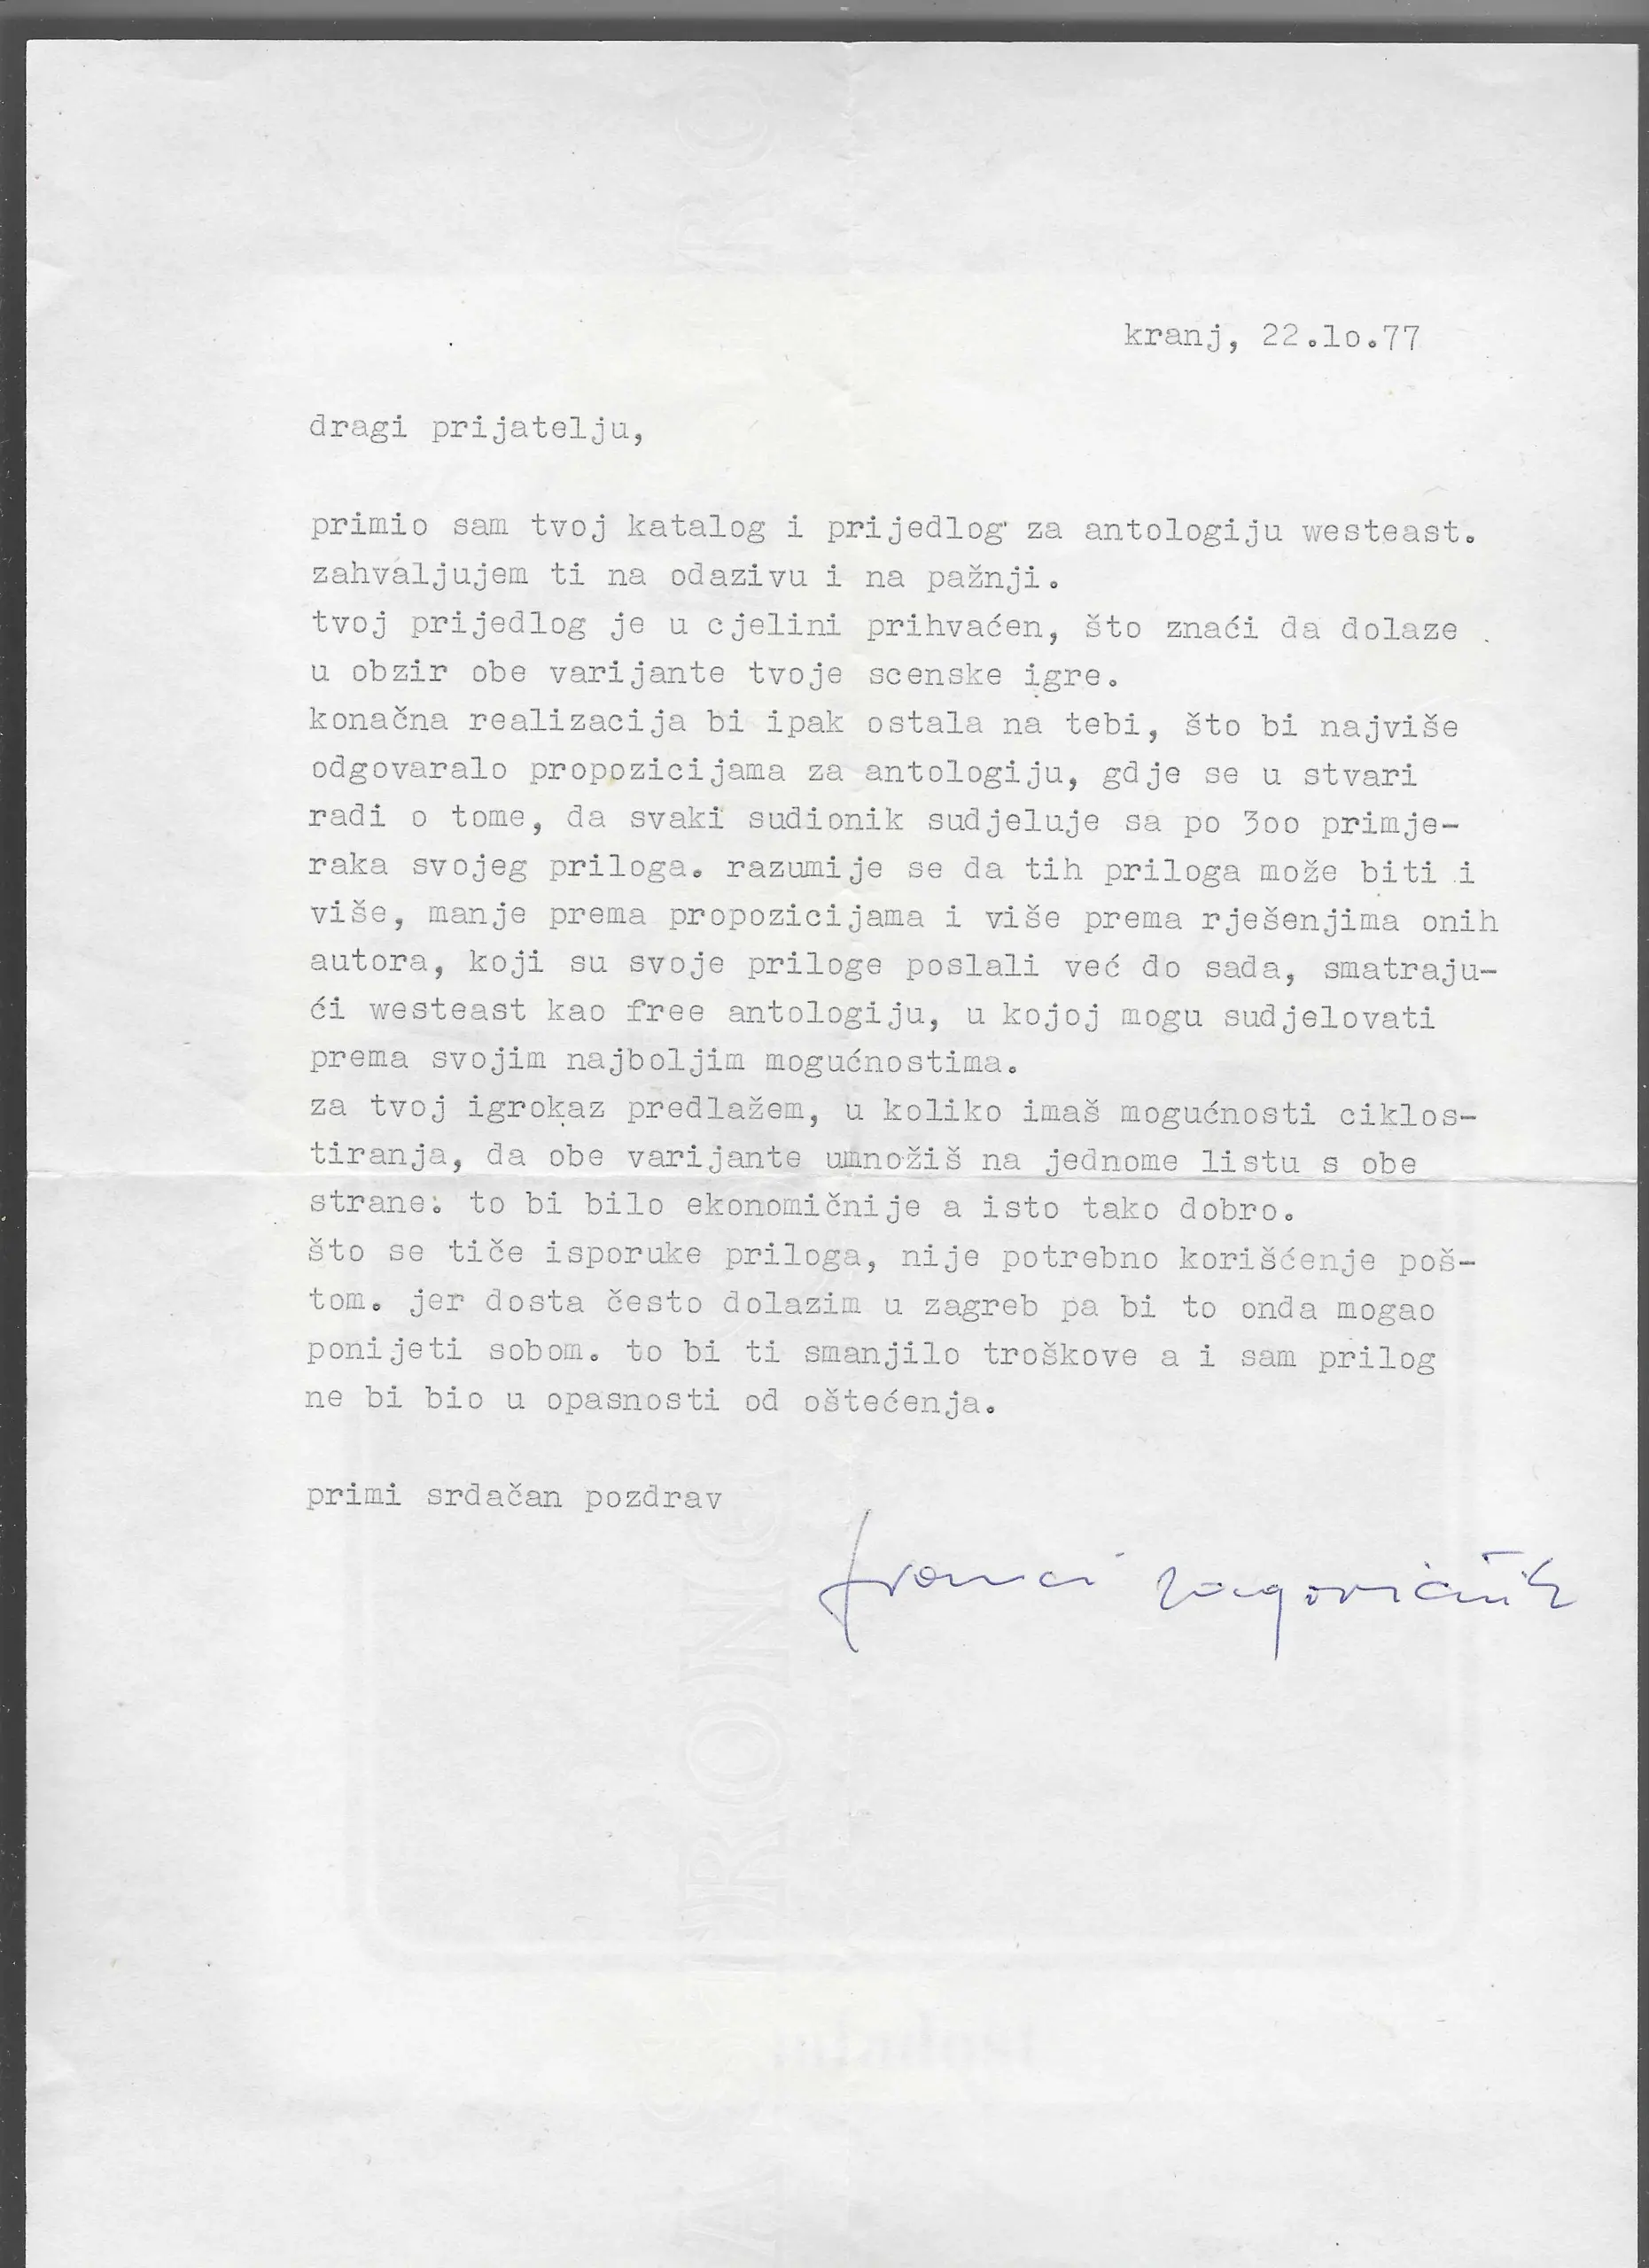 kranj, 22.lo.77
dragi prijatelju,
primio sam tvoj katalog i prijedlog za antologiju westeast.
zahvaljujem ti na odazivu i na pažnji.
tvoj prijedlog je u cjelini prihvaćen, što znaći da dolaze
u obzir obe varijante tvoje scenske igre.
konačna realizacija bi ipak ostala na tebi, što bi najviše
odgovaralo propozicijama za antologiju, gdje se u stvari
radi o tome, da svaki sudionik sudjeluje sa po 3oo primje-
raka svojeg priloga. razumije se da tih priloga može biti i
više, manje prema propozicijama i više prema rješenjima onih
autora, koji su svoje priloge poslali već do sada, smatraju-
ći westeast kao free antologiju, u kojoj mogu sudjelovati
prema svojim najboljim mogućnostima.
za tvoj igrokaz predlažem, u koliko imaš mogućnosti ciklos-
tiranja, da obe varijante umnožiš na jednome listu s obe
strane. to bi bilo ekonomičnije a isto tako dobro.
što se tiče isporuke priloga, nije potrebno korišćenje poš-
tom. jer dosta često dolazim u zagreb pa bi to onda mogao
ponijeti sobom. to bi ti smanjilo troškove a i sam prilog
ne bi bio u opasnosti od oštećenja.
primi srdačan pozdrav
franci zagoričnik